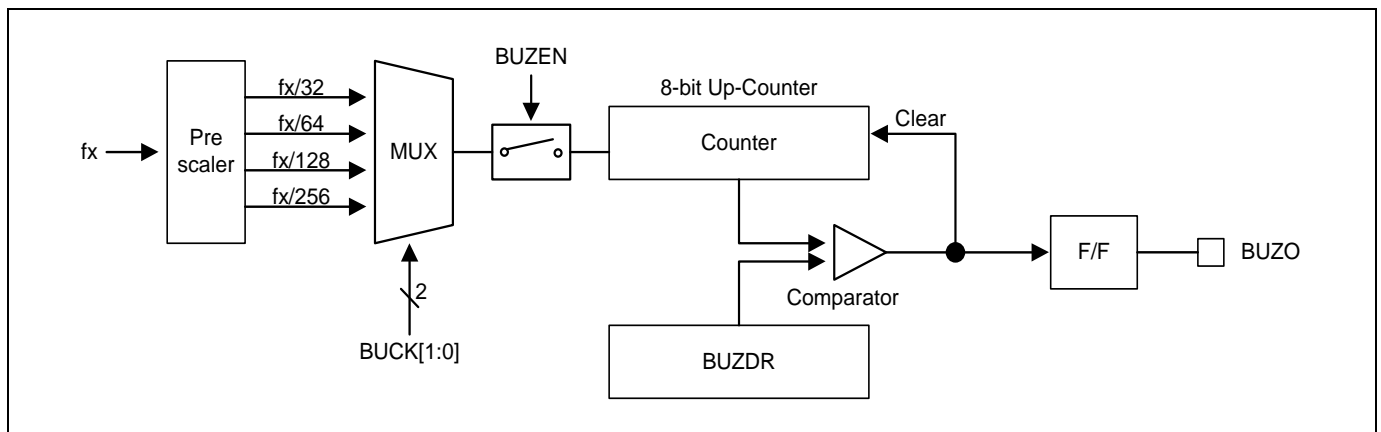 BUZEN
8-bit Up-Counter
fx/32
fx/64
fx/128
fx/256
fx
Pre
scaler
MUX
Counter
Clear
2
BUCK[1:0]
Comparator
F/F
BUZO
BUZDR